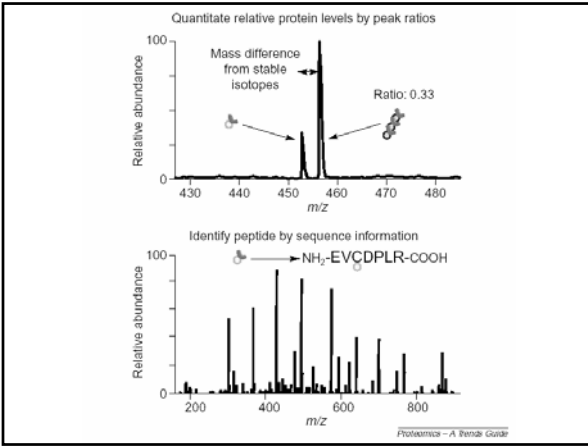 Quantitate relative protein levels by peak ratios
100
Mass difference
from stable
isotopes
Ratio: 0.33
50
Relative abundance
0
430 440 450 460 470 480
m/z
Identify peptide by sequence information
100
NH2-EVCDPLR-COOH
50
Relative abundance
0
200 400 600 800
m/z
Proteomics – A Trends Guide